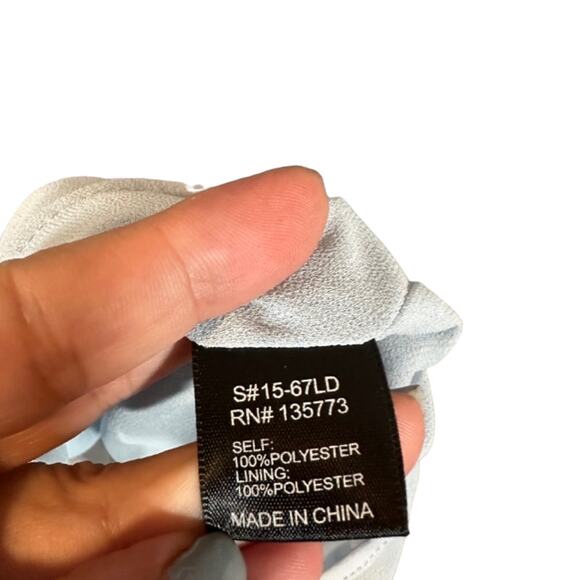 S#15-67LD
RN# 135773
SELF:
100%POLYESTER
LINING:
100%POLYESTER
MADE IN CHINA